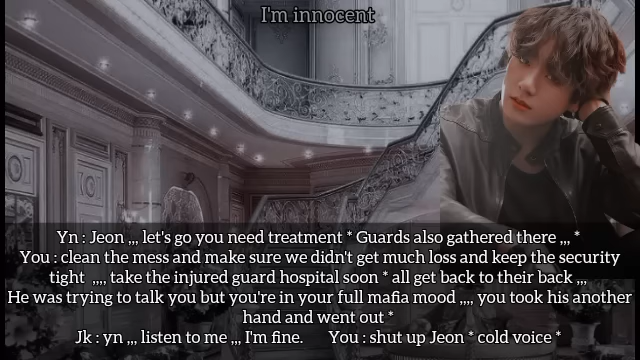 I'm innocent
Yn : Jeon ,,, let's go you need treatment * Guards also gathered there ,,, *
You : clean the mess and make sure we didn't get much loss and keep the security
tight ,,,, take the injured guard hospital soon * all get back to their back ,,,
He was trying to talk you but you're in your full mafia mood ,,,, you took his another
hand and went out *
Jk : yn ,,, listen to me ,,, I'm fine. You : shut up Jeon * cold voice *